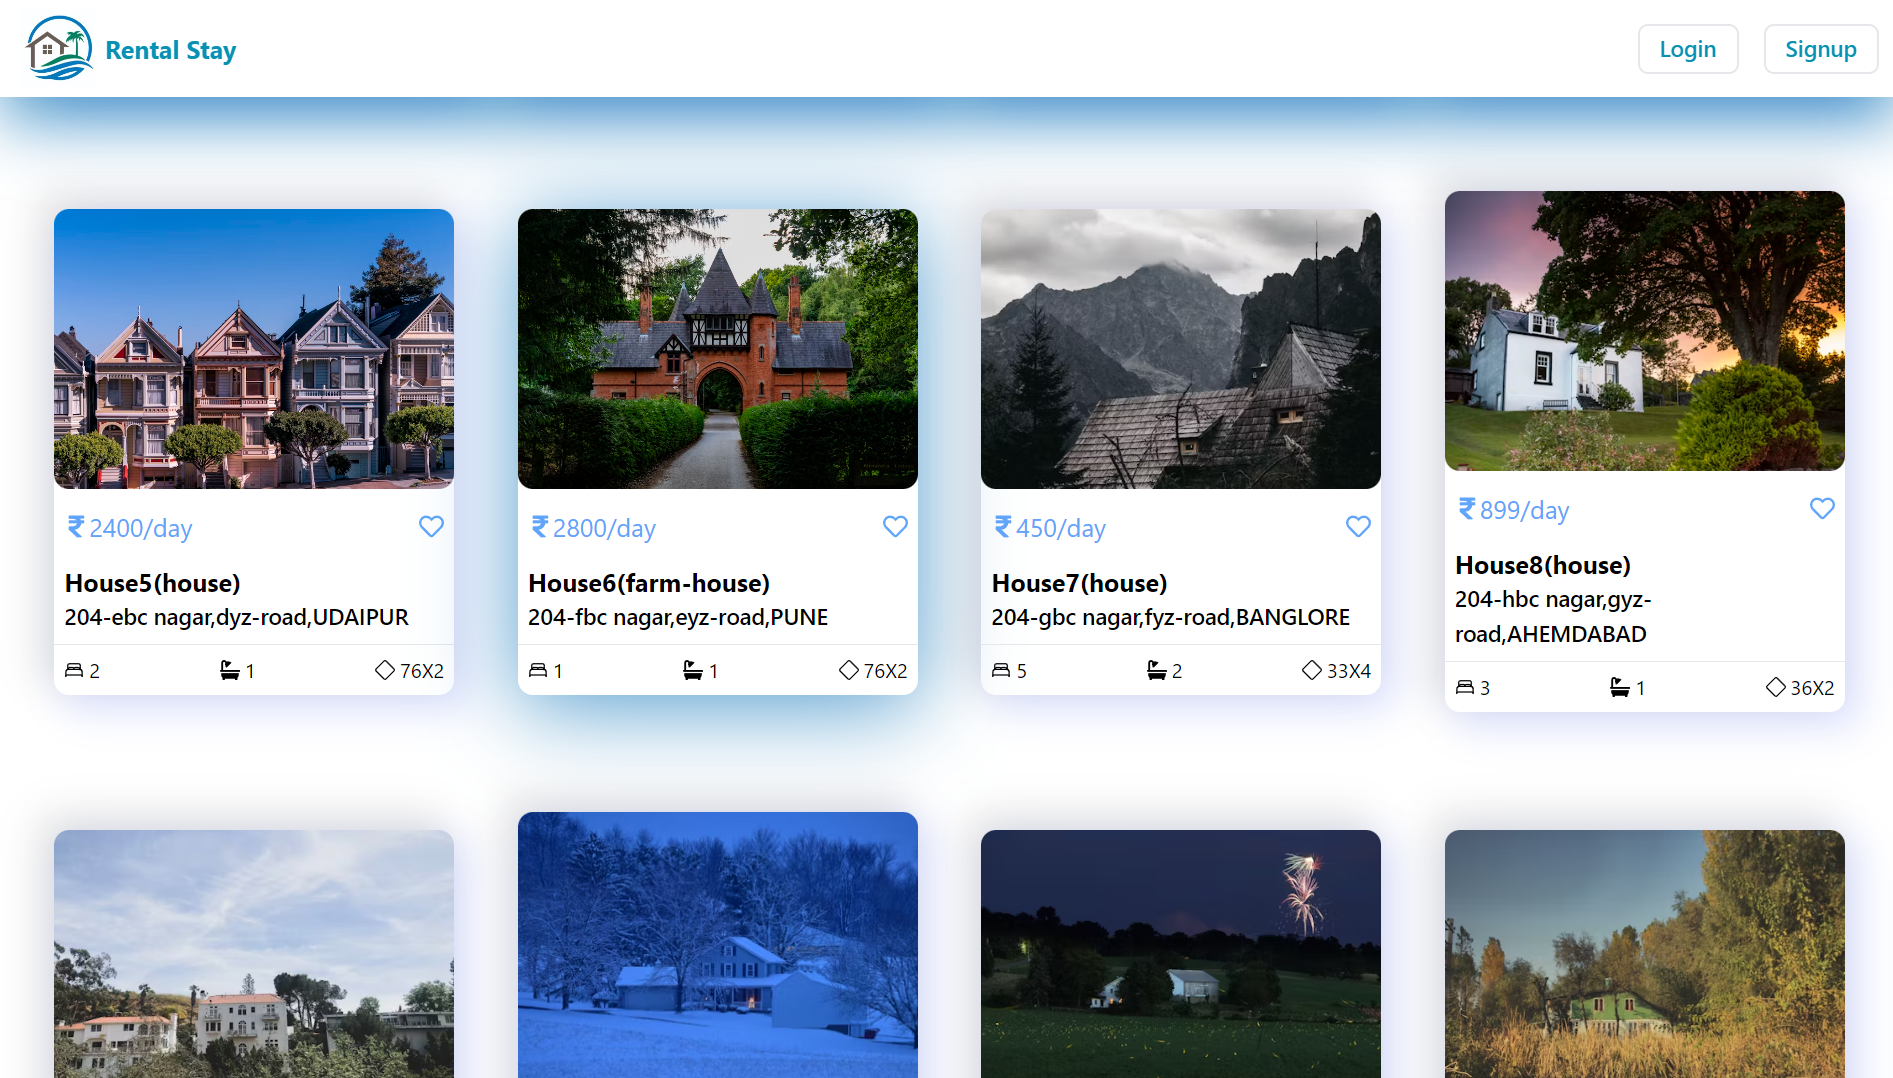 Rental Stay
Login
Signup
₹2400/day
House5(house)
204-ebc nagar,dyz-road,UDAIPUR
2
1
76X2
₹2800/day
House6(farm-house)
204-fbc nagar,eyz-road,PUNE
1
1
76X2
₹450/day
House7(house)
204-gbc nagar,fyz-road,BANGLORE
5
2
33X4
₹899/day
House8(house)
204-hbc nagar,gyz-
road,AHEMDABAD
3
1
36X2